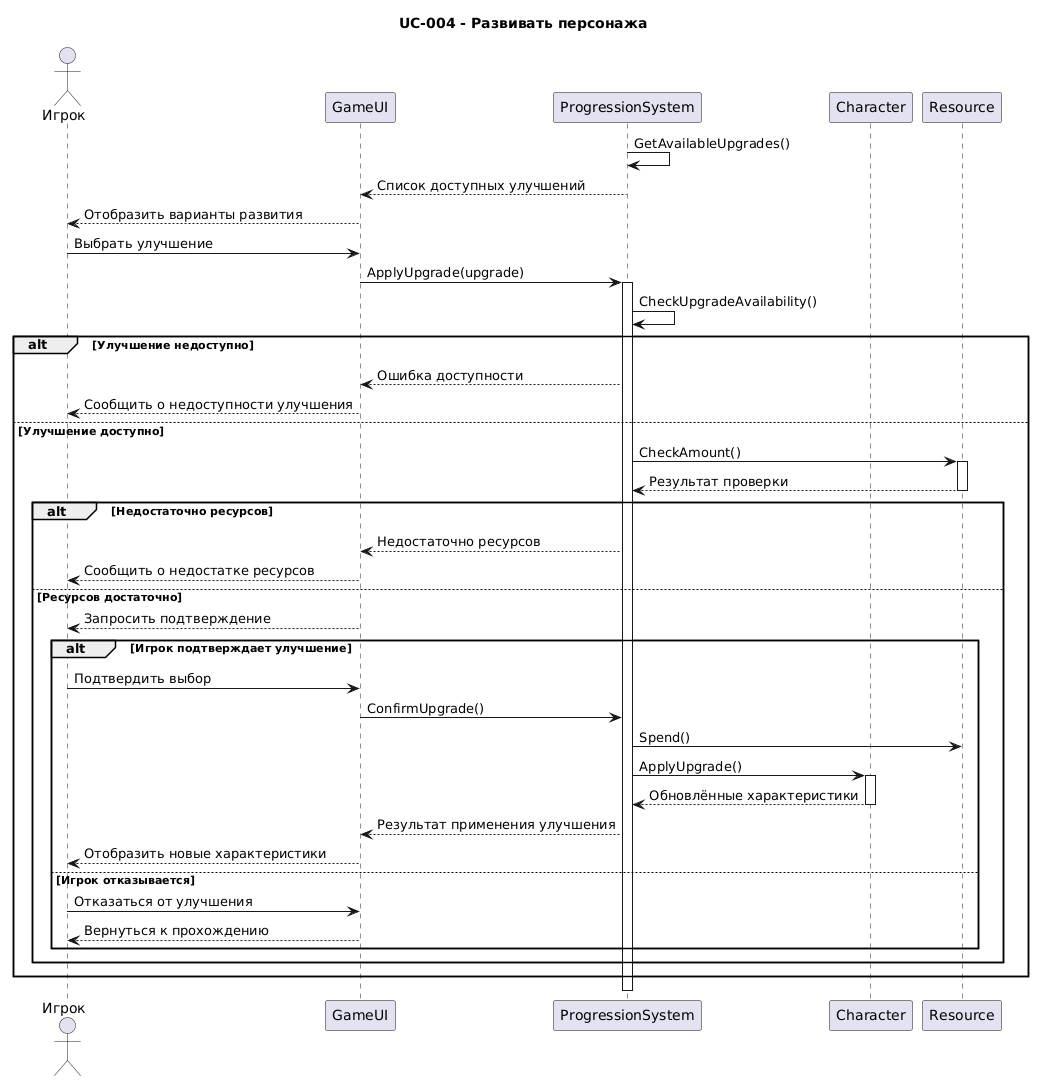 UC-004 - Развивать персонажа
Игрок
GameUI
ProgressionSystem
Character
Resource
GetAvailableUpgrades()
Список доступных улучшений
Отобразить варианты развития
Выбрать улучшение
ApplyUpgrade(upgrade)
CheckUpgradeAvailability()
alt
[Улучшение недоступно]
Ошибка доступности
Сообщить о недоступности улучшения
[Улучшение доступно]
CheckAmount()
Результат проверки
alt
[Недостаточно ресурсов]
Недостаточно ресурсов
Сообщить о недостатке ресурсов
[Ресурсов достаточно]
Запросить подтверждение
alt
[Игрок подтверждает улучшение]
Подтвердить выбор
ConfirmUpgrade()
Spend()
ApplyUpgrade()
Обновлённые характеристики
Результат применения улучшения
Отобразить новые характеристики
[Игрок отказывается]
Отказаться от улучшения
Вернуться к прохождению
Игрок
GameUI
ProgressionSystem
Character
Resource